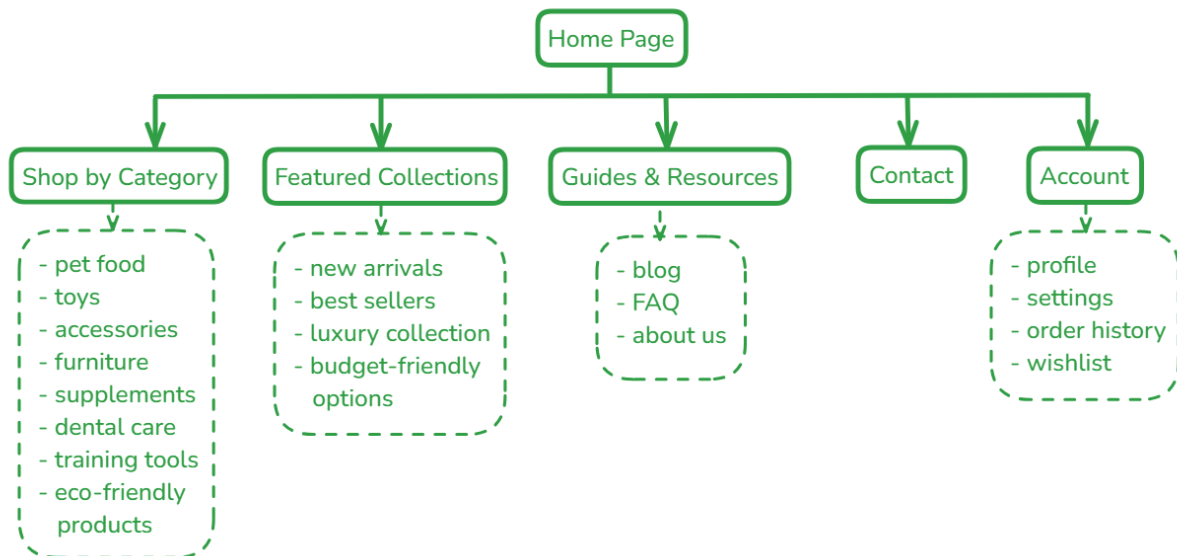 Home Page
Shop by Category
Featured Collections
Guides & Resources
Contact
Account
- pet food
- toys
- accessories
- furniture
- supplements
- dental care
- training tools
- eco-friendly
products
- new arrivals
- best sellers
- luxury collection
- budget-friendly
options
- blog
- FAQ
- about us
- profile
- settings
- order history
- wishlist